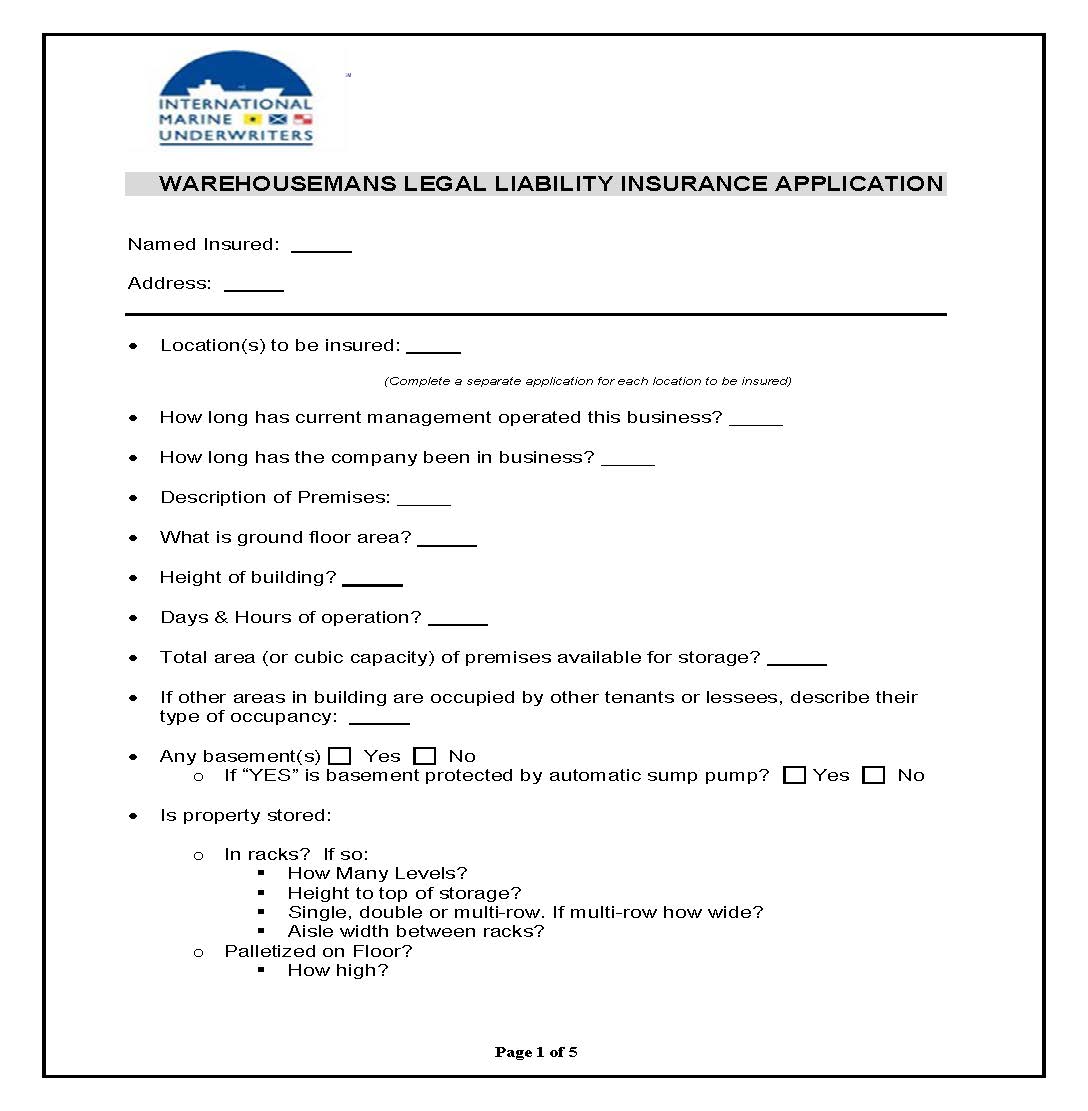 INTERNATIONAL
MARINE
UNDERWRITERS
SM
WAREHOUSEMANS LEGAL LIABILITY INSURANCE APPLICATION
Named Insured: _____
Address: _____
• Location(s) to be insured: _____
(Complete a separate application for each location to be insured)
• How long has current management operated this business? _____
• How long has the company been in business? _____
• Description of Premises: _____
• What is ground floor area? _____
• Height of building? _____
• Days & Hours of operation? _____
• Total area (or cubic capacity) of premises available for storage? _____
• If other areas in building are occupied by other tenants or lessees, describe their
type of occupancy: _____
• Any basement(s) ☐ Yes ☐ No
o If “YES” is basement protected by automatic sump pump? ☐ Yes ☐ No
• Is property stored:
o In racks? If so:
▪ How Many Levels?
▪ Height to top of storage?
▪ Single, double or multi-row. If multi-row how wide?
▪ Aisle width between racks?
o Palletized on Floor?
▪ How high?
Page 1 of 5